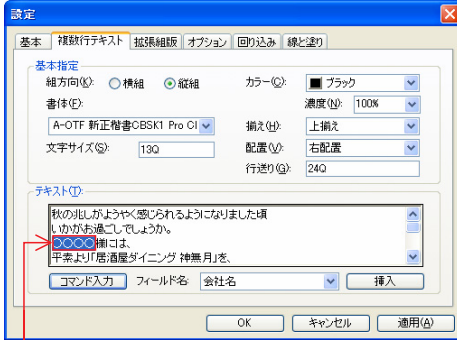 設定
基本 複数行テキスト 拡張組版 オプション 回り込み 線と塗り
基本指定
組方向(K): 横組 縦組 カラー(C): ブラック
書体(F): 濃度(N): 100%
A-OTF 新正楷書CBSK1 Pro Cl 揃え(H): 上揃え
文字サイズ(S): 13Q 配置(V): 右配置
行送り(G): 24Q
テキスト(T):
秋の兆しがようやく感じられるようになりました頃
いかがお過ごしでしょうか。
〇〇〇〇様には、
平素より「居酒屋ダイニング 神無月」を、
コマンド入力 フィールド名: 会社名 挿入
OK キャンセル 適用(A)